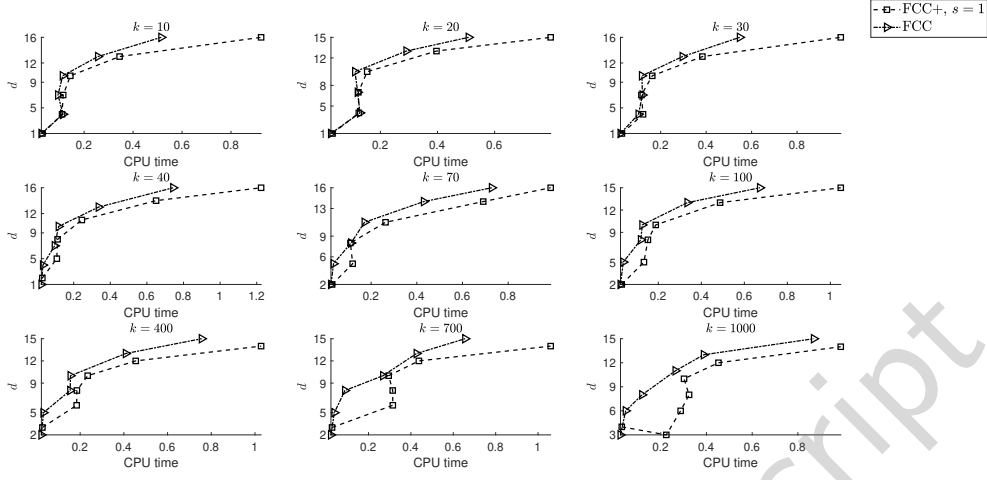 FCC+, s = 1
FCC
k = 10
k = 20
k = 30
16
12
9
5
1
d
0.2 0.4 0.6 0.8
CPU time
15
12
8
5
1
d
0.2 0.4 0.6
CPU time
16
12
9
5
1
d
0.2 0.4 0.6 0.8
CPU time
k = 40
k = 70
k = 100
16
12
9
5
1
d
0.2 0.4 0.6 0.8 1 1.2
CPU time
16
13
9
6
2
d
0.2 0.4 0.6 0.8
CPU time
15
12
9
5
2
d
0.2 0.4 0.6 0.8 1
CPU time
k = 400
k = 700
k = 1000
15
12
9
5
2
d
0.2 0.4 0.6 0.8 1
CPU time
15
12
9
5
2
d
0.2 0.4 0.6 0.8 1
CPU time
15
12
9
6
3
d
0.2 0.4 0.6 0.8
CPU time
script